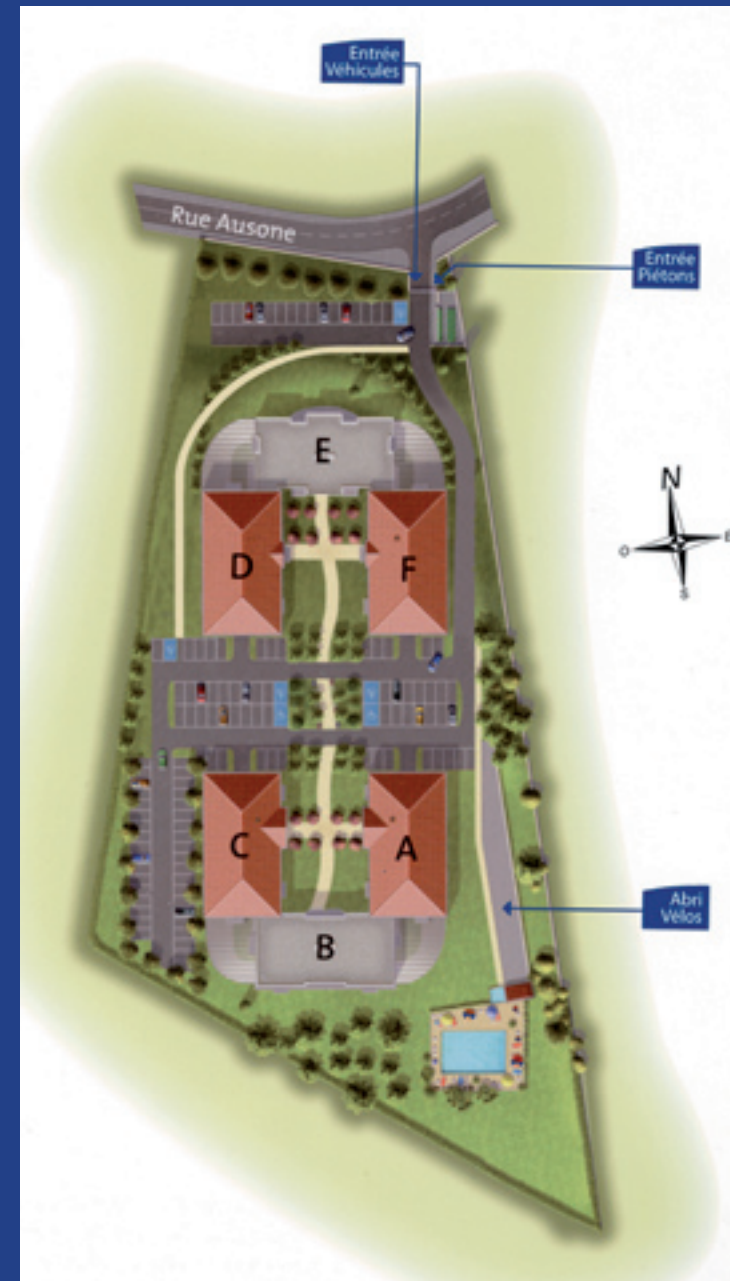 Entrée
Véhicules
Rue Ausone
Entrée
Piétons
E
D
F
N
O
E
S
C
A
B
Abri
Vélos